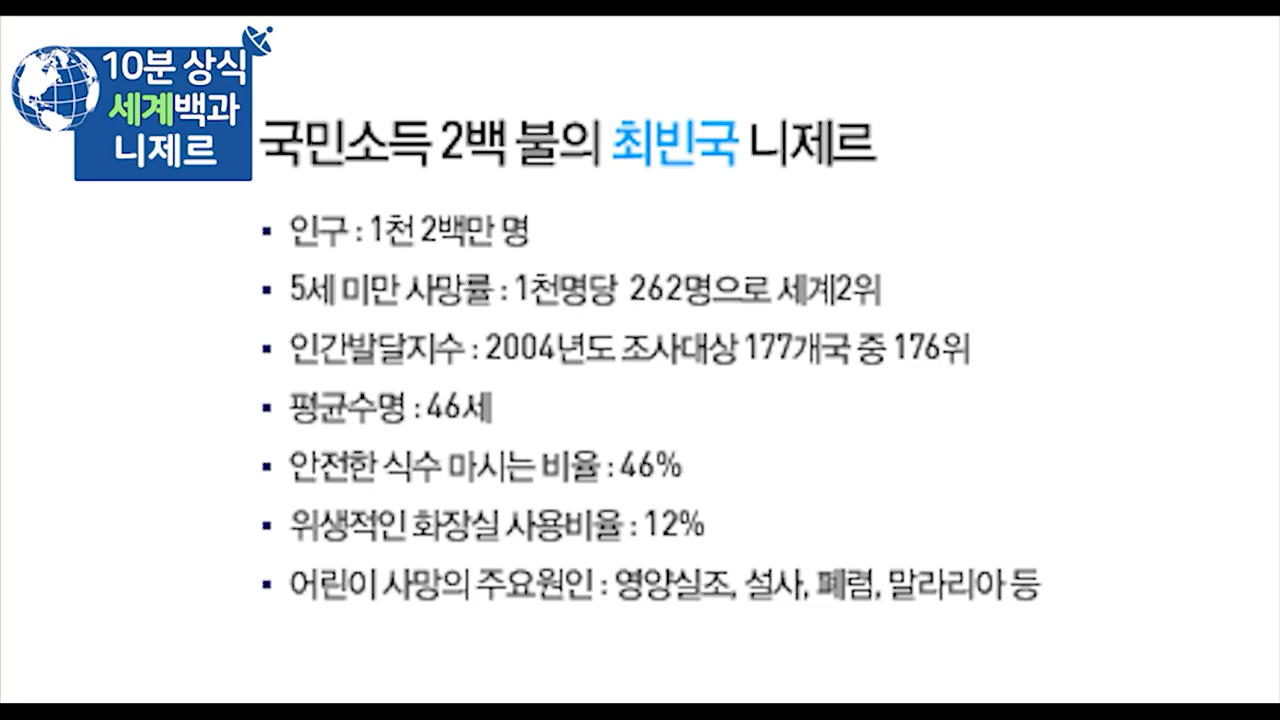 10분 상식
세계백과
니제르
국민소득 2백 불의 최빈국 니제르
▪ 인구 : 1천 2백만 명
▪ 5세 미만 사망률 : 1천명당 262명으로 세계2위
▪ 인간발달지수 : 2004년도 조사대상 177개국 중 176위
▪ 평균수명 : 46세
▪ 안전한 식수 마시는 비율 : 46%
▪ 위생적인 화장실 사용비율 : 12%
▪ 어린이 사망의 주요원인 : 영양실조, 설사, 폐렴, 말라리아 등